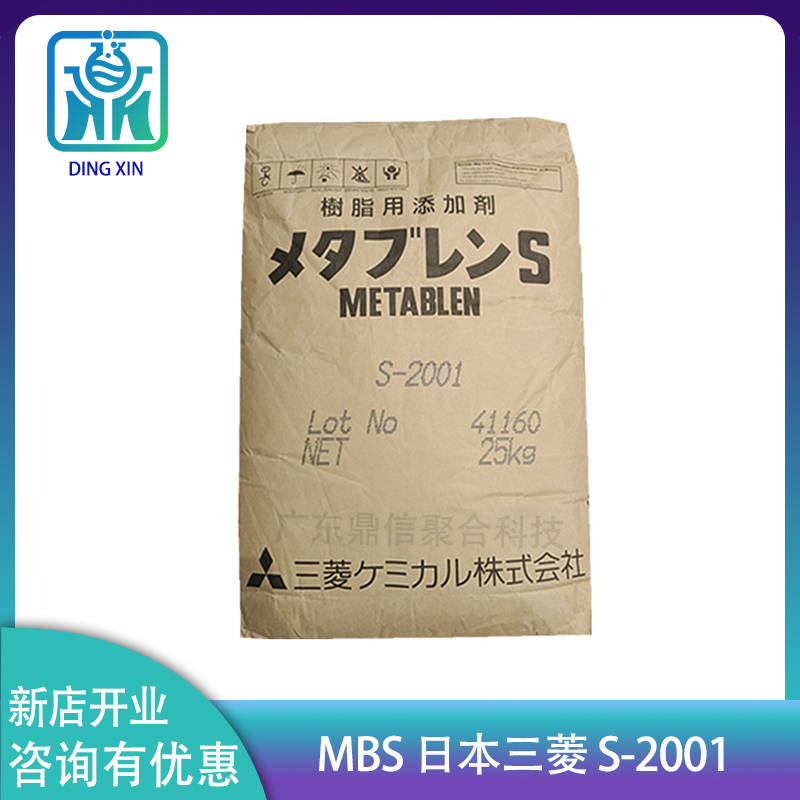 DING XIN
樹脂用添加剤
メタブレンS
METABLEN
S-2001
Lot No 41160
NET 25kg
广东鼎信聚合科技
三菱ケミカル株式会社
新店开业
咨询有优惠
MBS 日本三菱 S-2001